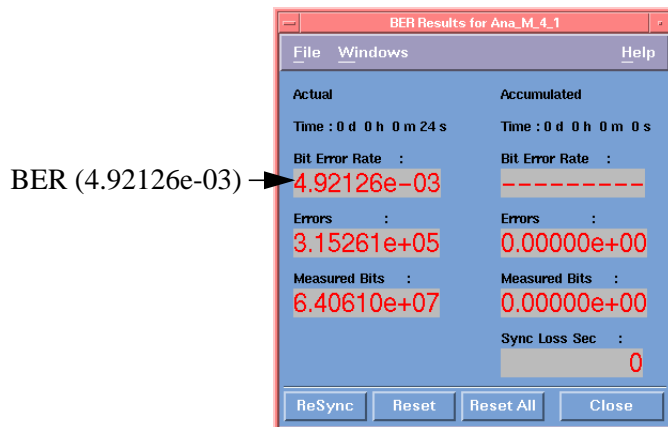 BER Results for Ana_M_4_1
File Windows Help
Actual Accumulated
Time : 0 d 0 h 0 m 24 s Time : 0 d 0 h 0 m 0 s
Bit Error Rate : Bit Error Rate :
BER (4.92126e-03) 4.92126e-03 ---------
Errors : Errors :
3.15261e+05 0.00000e+00
Measured Bits : Measured Bits :
6.40610e+07 0.00000e+00
Sync Loss Sec :
0
ReSync Reset Reset All Close